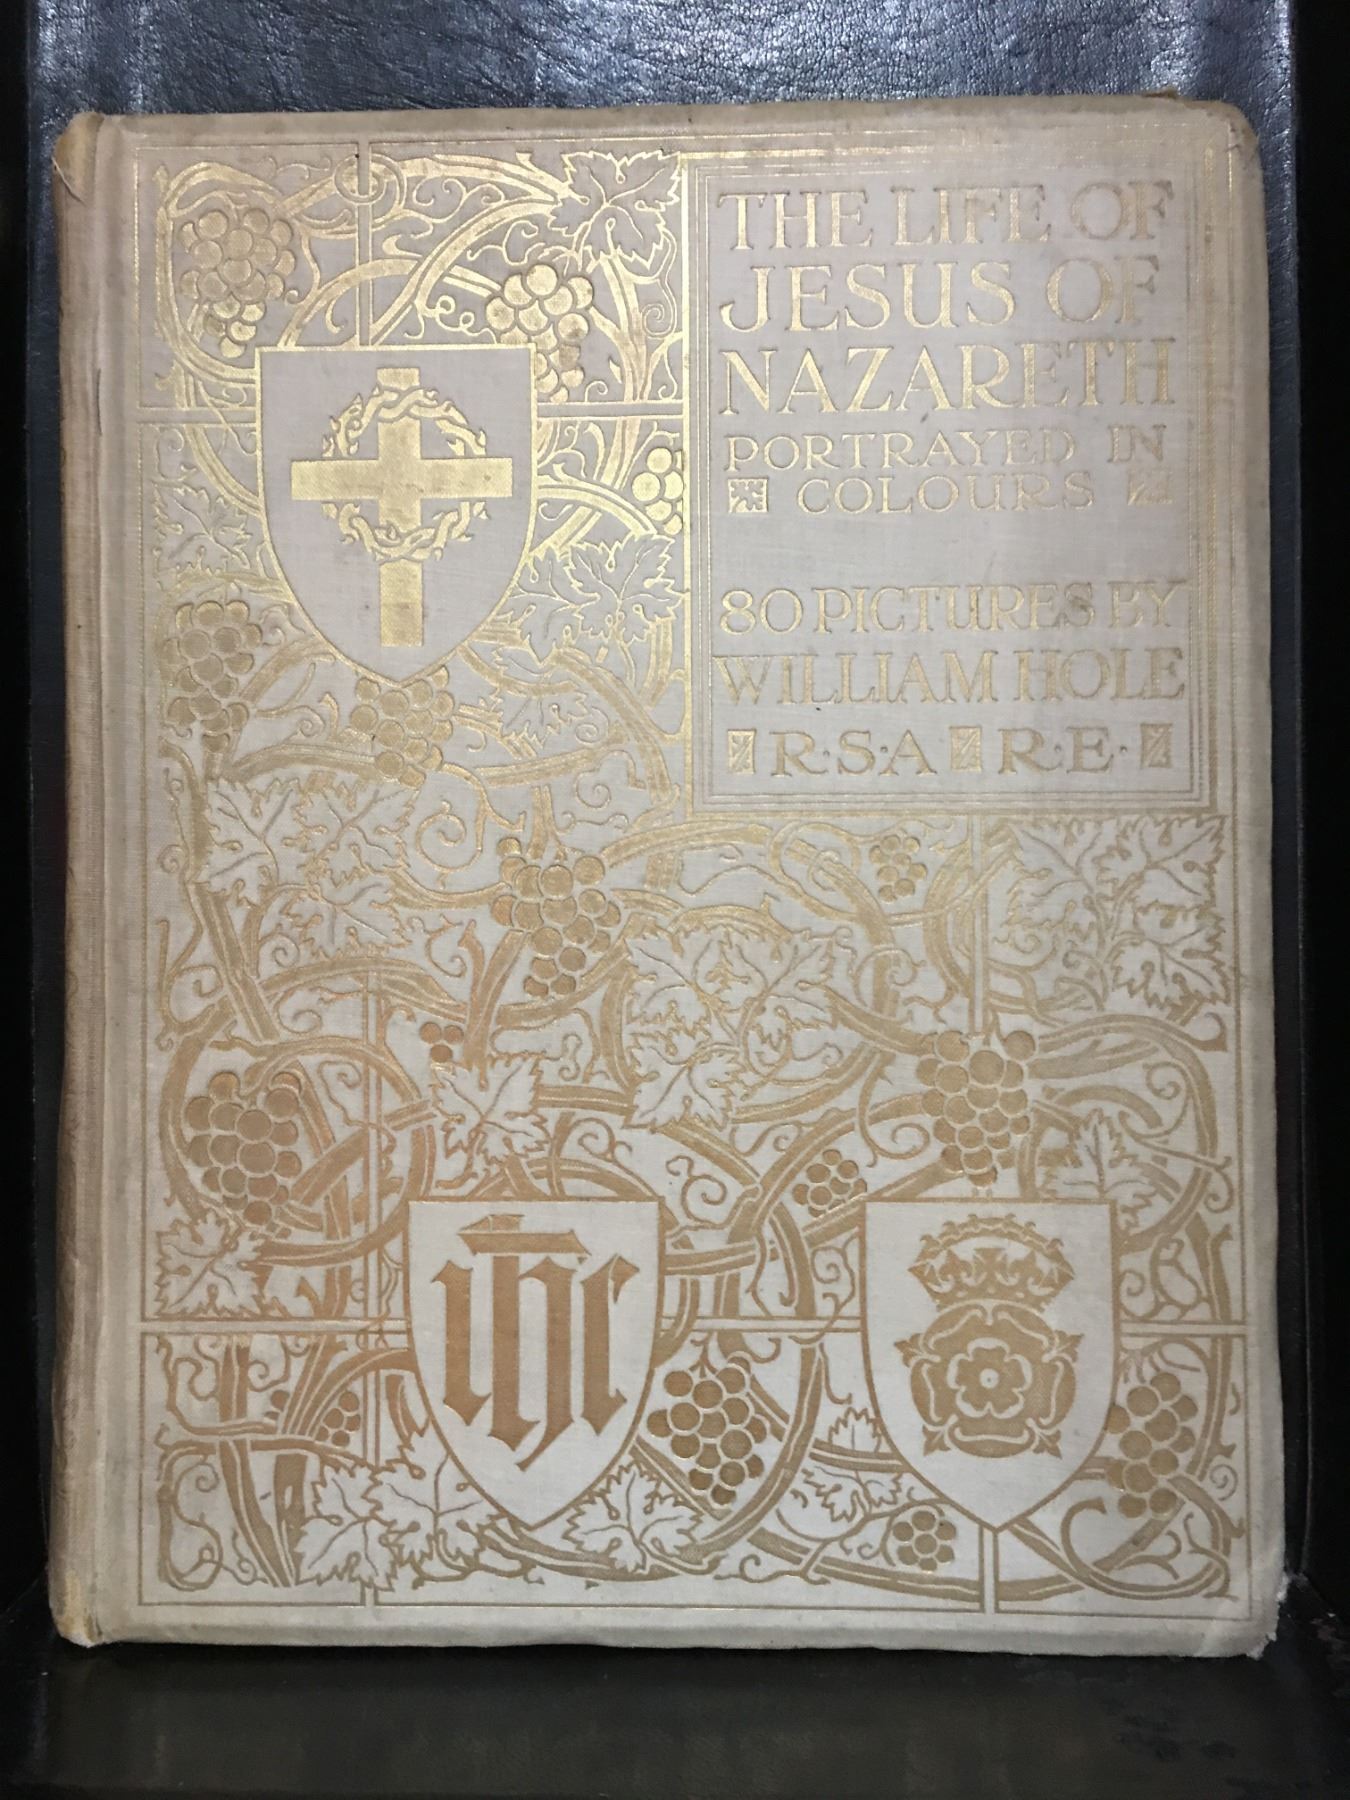 THE LIFE OF
JESUS OF
NAZARETH
PORTRAYED IN
COLOURS
80 PICTURES BY
WILLIAM HOLE
R·S·A R·E·
ihc